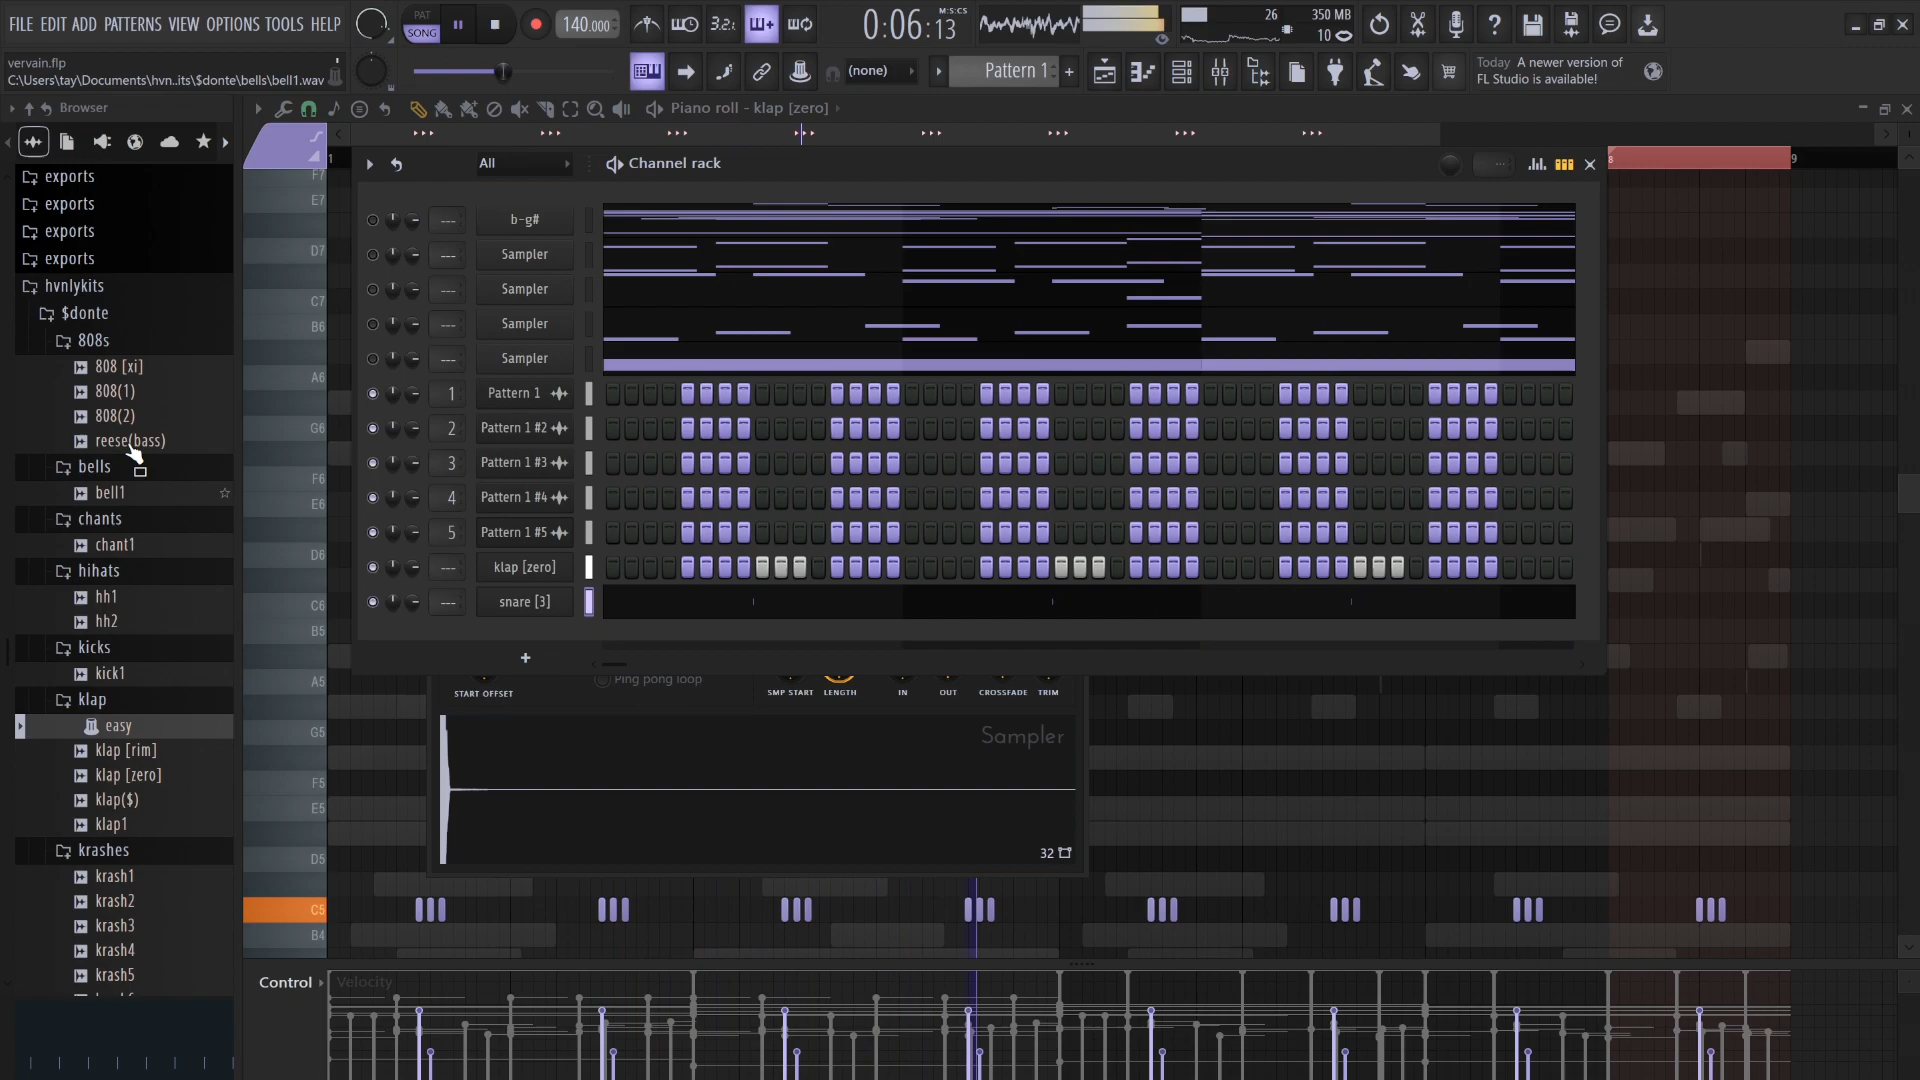 FILE EDIT ADD PATTERNS VIEW OPTIONS TOOLS HELP
PAT
SONG
140.000
3.2.
0:06:13
M:S:CS
26
350 MB
10
vervain.flp
C:\Users\tay\Documents\hvn..its\$donte\bells\bell1.wav
(none)
Pattern 1
+
Today A newer version of
FL Studio is available!
Browser
Piano roll - klap [zero]
exports
exports
exports
exports
hvnlykits
$donte
808s
808 [xi]
808(1)
808(2)
reese(bass)
bells
bell1
chants
chant1
hihats
hh1
hh2
kicks
kick1
klap
easy
klap [rim]
klap [zero]
klap($)
klap1
krashes
krash1
krash2
krash3
krash4
krash5
1
8
9
F7
E7
D7
C7
B6
A6
G6
F6
E6
D6
C6
B5
A5
G5
F5
E5
D5
C5
B4
All
Channel rack
--- b-g#
--- Sampler
--- Sampler
--- Sampler
--- Sampler
1 Pattern 1
2 Pattern 1 #2
3 Pattern 1 #3
4 Pattern 1 #4
5 Pattern 1 #5
--- klap [zero]
--- snare [3]
+
START OFFSET
Ping pong loop
SMP START
LENGTH
IN
OUT
CROSSFADE
TRIM
Sampler
32
Control
Velocity